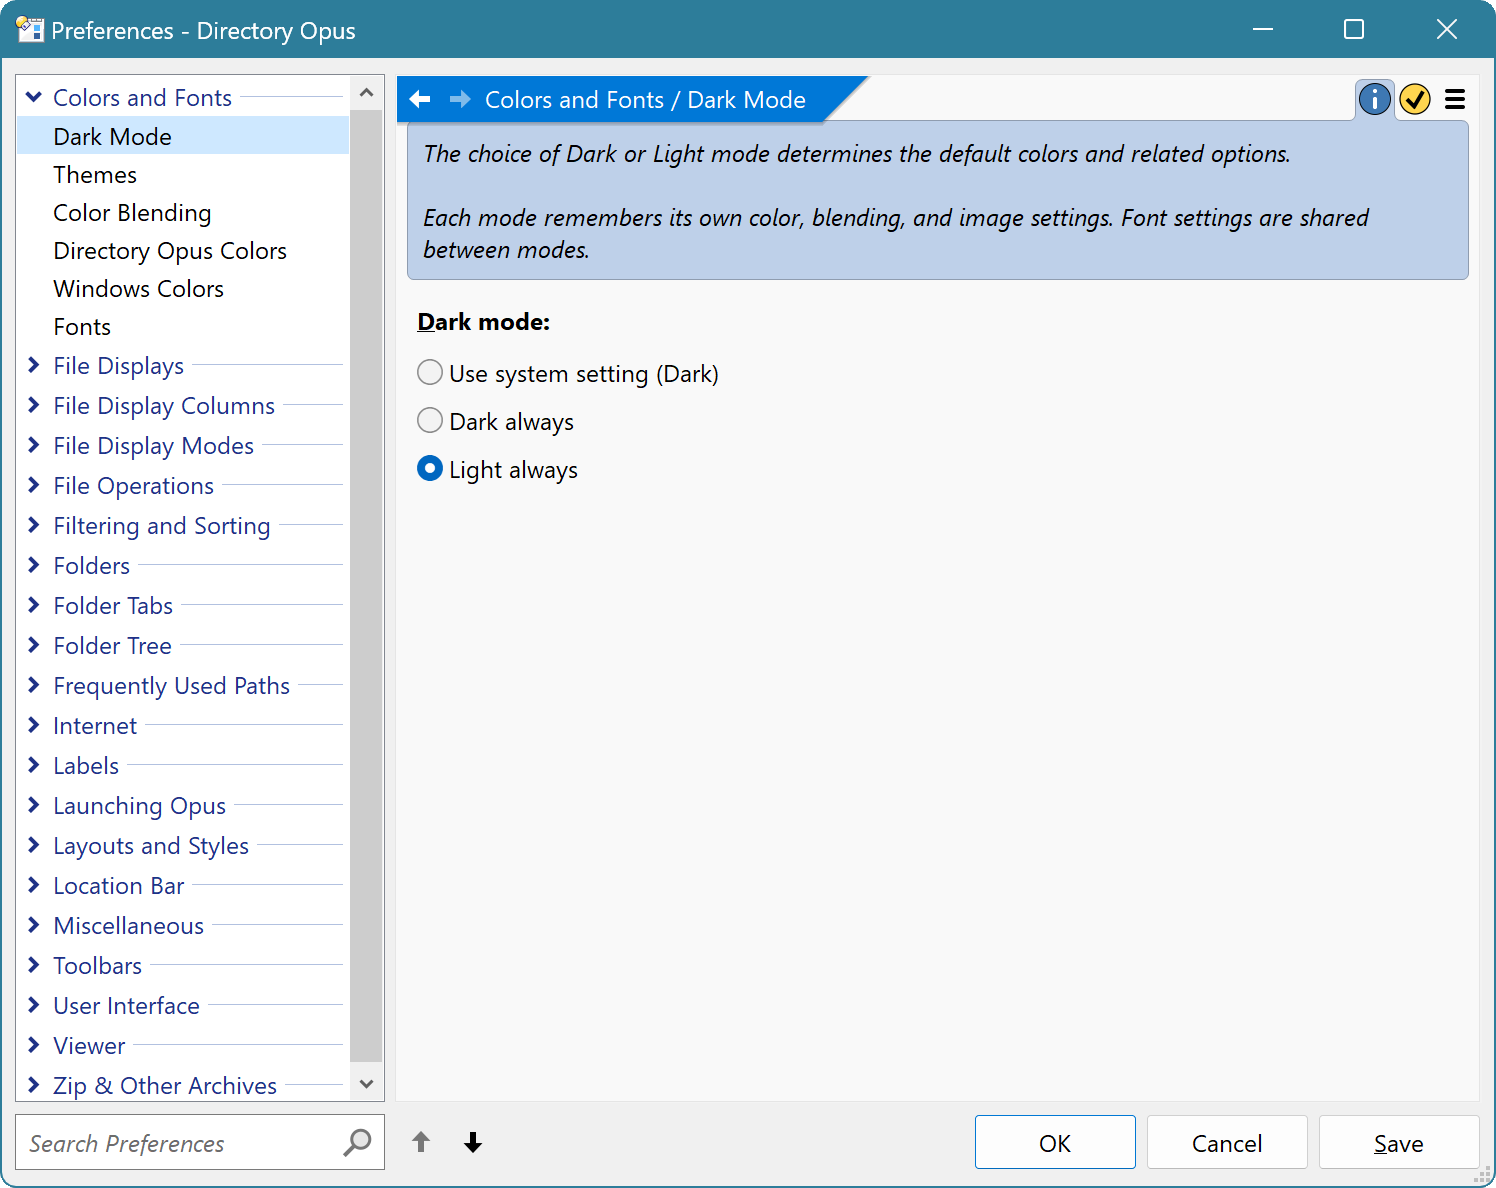 Preferences - Directory Opus
Colors and Fonts
Dark Mode
Themes
Color Blending
Directory Opus Colors
Windows Colors
Fonts
File Displays
File Display Columns
File Display Modes
File Operations
Filtering and Sorting
Folders
Folder Tabs
Folder Tree
Frequently Used Paths
Internet
Labels
Launching Opus
Layouts and Styles
Location Bar
Miscellaneous
Toolbars
User Interface
Viewer
Zip & Other Archives
Search Preferences
Colors and Fonts / Dark Mode
The choice of Dark or Light mode determines the default colors and related options.
Each mode remembers its own color, blending, and image settings. Font settings are shared
between modes.
Dark mode:
Use system setting (Dark)
Dark always
Light always
OK
Cancel
Save